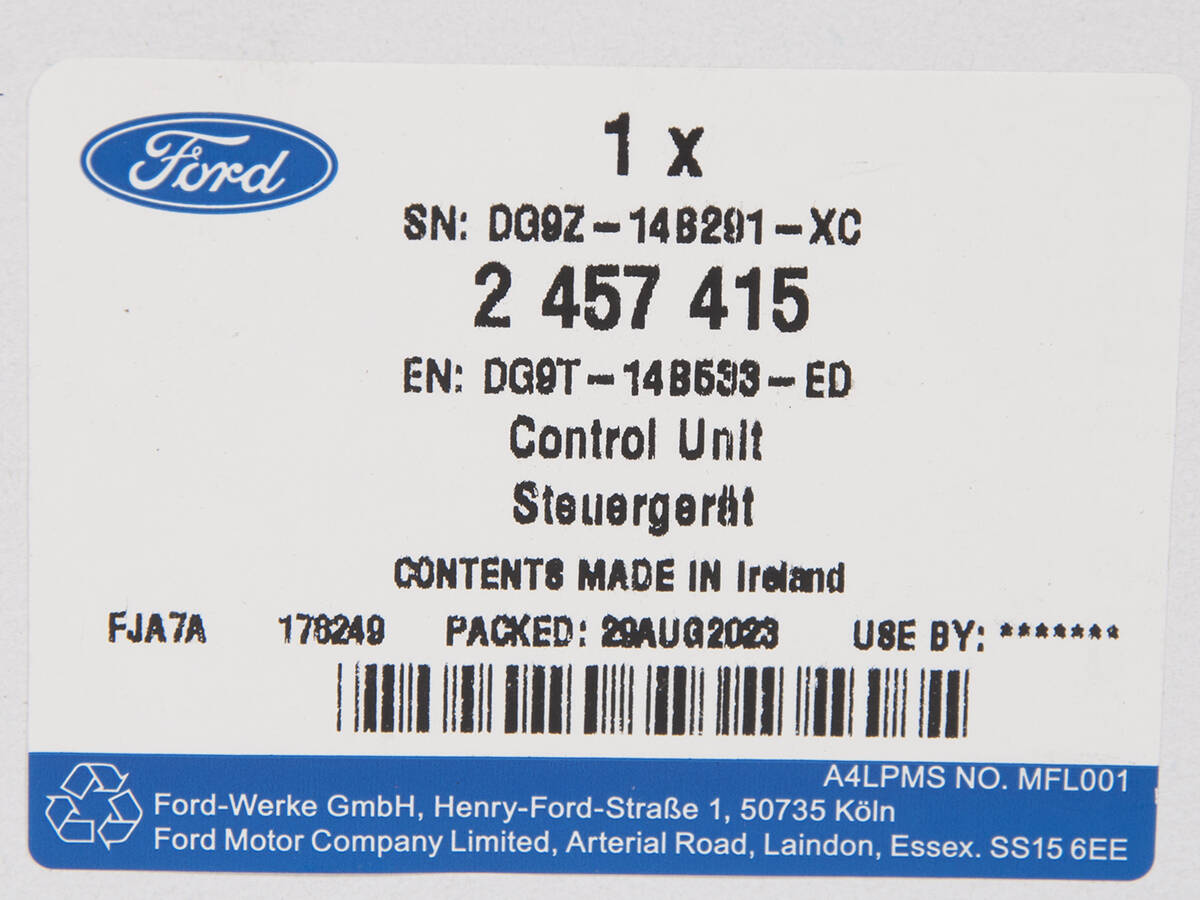 Ford
1 x
SN: DG9Z-14B291-XC
2 457 415
EN: DG9T-14B533-ED
Control Unit
Steuergerät
CONTENTS MADE IN Ireland
FJA7A 178249 PACKED: 29AUG2023 USE BY: *******
A4LPMS NO. MFL001
Ford-Werke GmbH, Henry-Ford-Straße 1, 50735 Köln
Ford Motor Company Limited, Arterial Road, Laindon, Essex. SS15 6EE